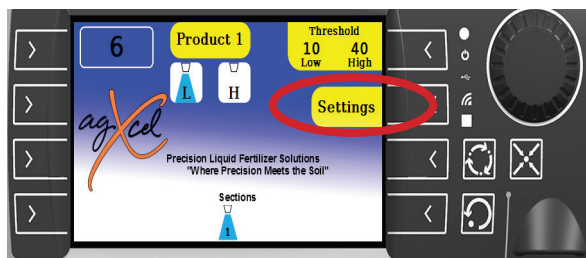 6
Product 1
Threshold
10 40
Low High
L H
Settings
agXcel
Precision Liquid Fertilizer Solutions
"Where Precision Meets the Soil"
Sections
1